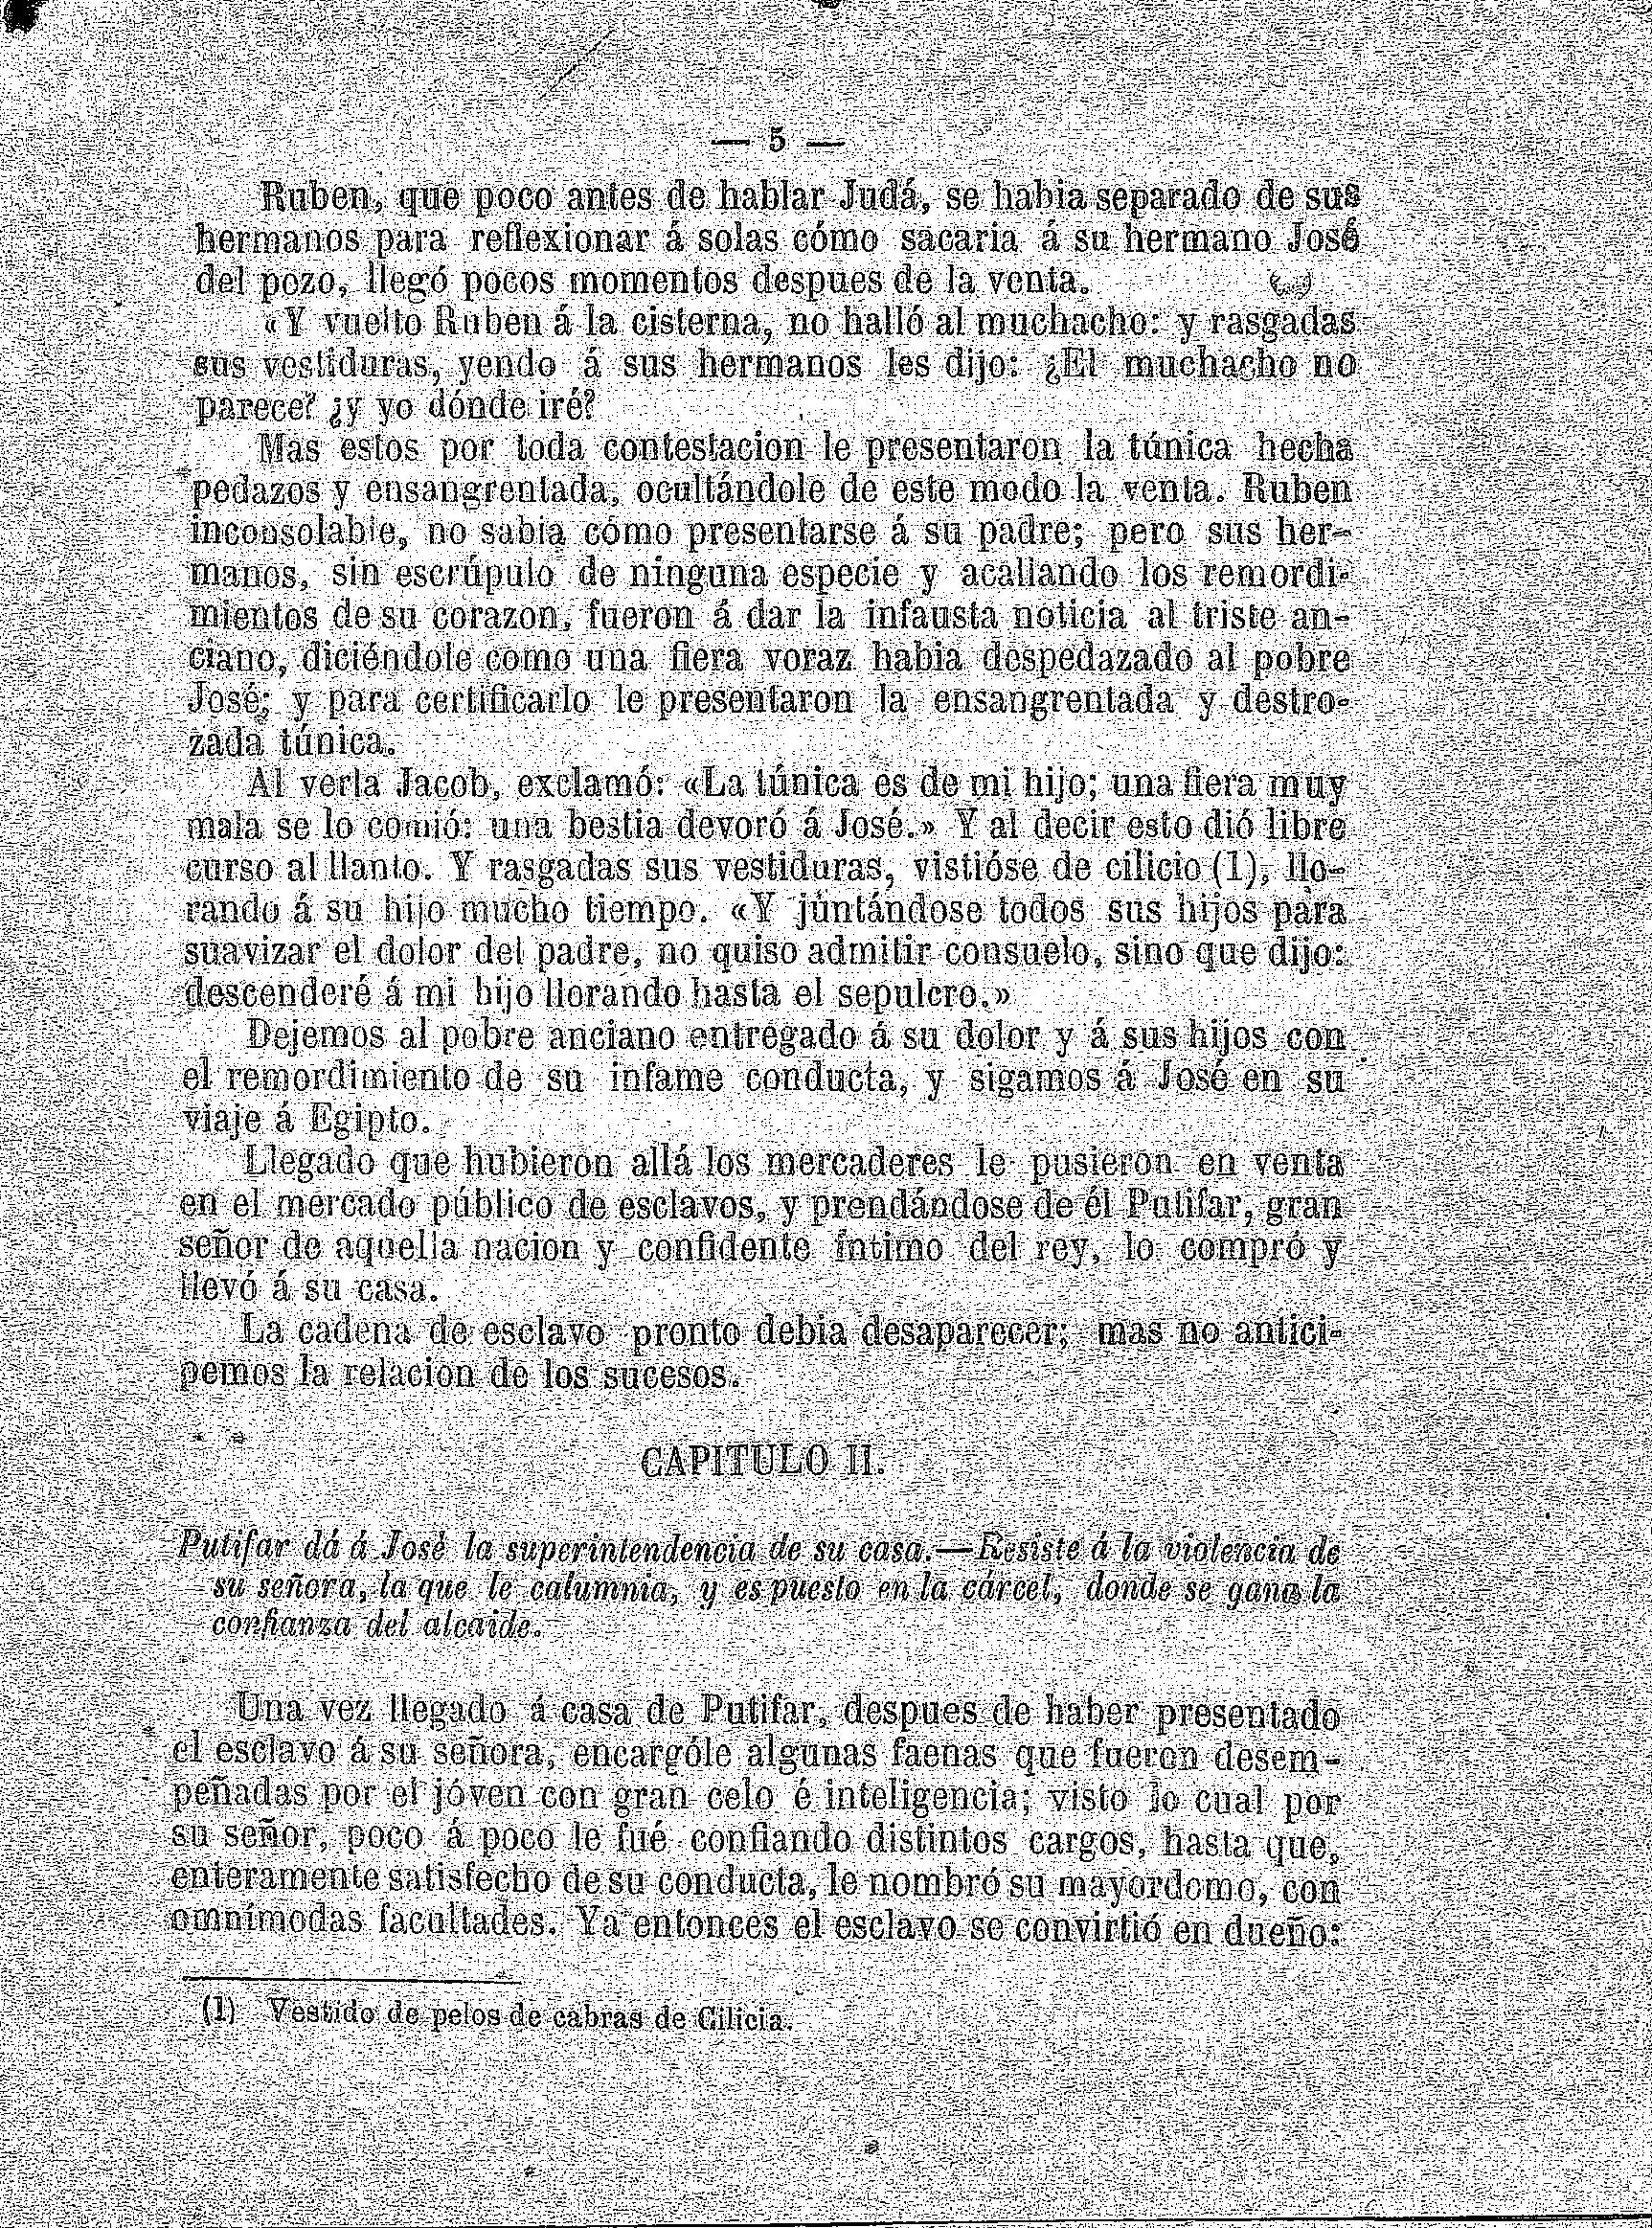 — 5 —
Ruben, que poco antes de hablar Judá, se habia separado de sus
hermanos para reflexionar á solas cómo sacaria á su hermano José
del pozo, llegó pocos momentos despues de la venta.
«Y vuelto Ruben á la cisterna, no halló al muchacho: y rasgadas
sus vestiduras, yendo á sus hermanos les dijo: ¿El muchacho no
parece? ¿y yo dónde iré?
Mas estos por toda contestacion le presentaron la túnica hecha
pedazos y ensangrentada, ocultándole de este modo la venta. Ruben
inconsolable, no sabia cómo presentarse á su padre; pero sus her-
manos, sin escrúpulo de ninguna especie y acallando los remordi-
mientos de su corazon, fueron á dar la infausta noticia al triste an-
ciano, diciéndole como una fiera voraz habia despedazado al pobre
José; y para certificarlo le presentaron la ensangrentada y destro-
zada túnica.
Al verla Jacob, exclamó: «La túnica es de mi hijo; una fiera muy
mala se lo comió: una bestia devoró á José.» Y al decir esto dió libre
curso al llanto. Y rasgadas sus vestiduras, vistióse de cilicio (1), llo-
rando á su hijo mucho tiempo. «Y juntándose todos sus hijos para
suavizar el dolor del padre, no quiso admitir consuelo, sino que dijo:
descenderé á mi hijo llorando hasta el sepulcro.»
Dejemos al pobre anciano entregado á su dolor y á sus hijos con
el remordimiento de su infame conducta, y sigamos á José en su
viaje á Egipto.
Llegado que hubieron allá los mercaderes le pusieron en venta
en el mercado público de esclavos, y prendándose de él Putifar, gran
señor de aquella nacion y confidente íntimo del rey, lo compró y
llevó á su casa.
La cadena de esclavo pronto debia desaparecer; mas no antici-
pemos la relacion de los sucesos.
CAPITULO II.
Putifar dá á José la superintendencia de su casa.—Resiste á la violencia de
su señora, la que le calumnia, y es puesto en la cárcel, donde se gana la
confianza del alcaide.
Una vez llegado á casa de Putifar, despues de haber presentado
el esclavo á su señora, encargóle algunas faenas que fueron desem-
peñadas por el jóven con gran celo é inteligencia; visto lo cual por
su señor, poco á poco le fué confiando distintos cargos, hasta que,
enteramente satisfecho de su conducta, le nombró su mayordomo, con
omnímodas facultades. Ya entonces el esclavo se convirtió en dueño:
(1) Vestido de pelos de cabras de Cilicia.